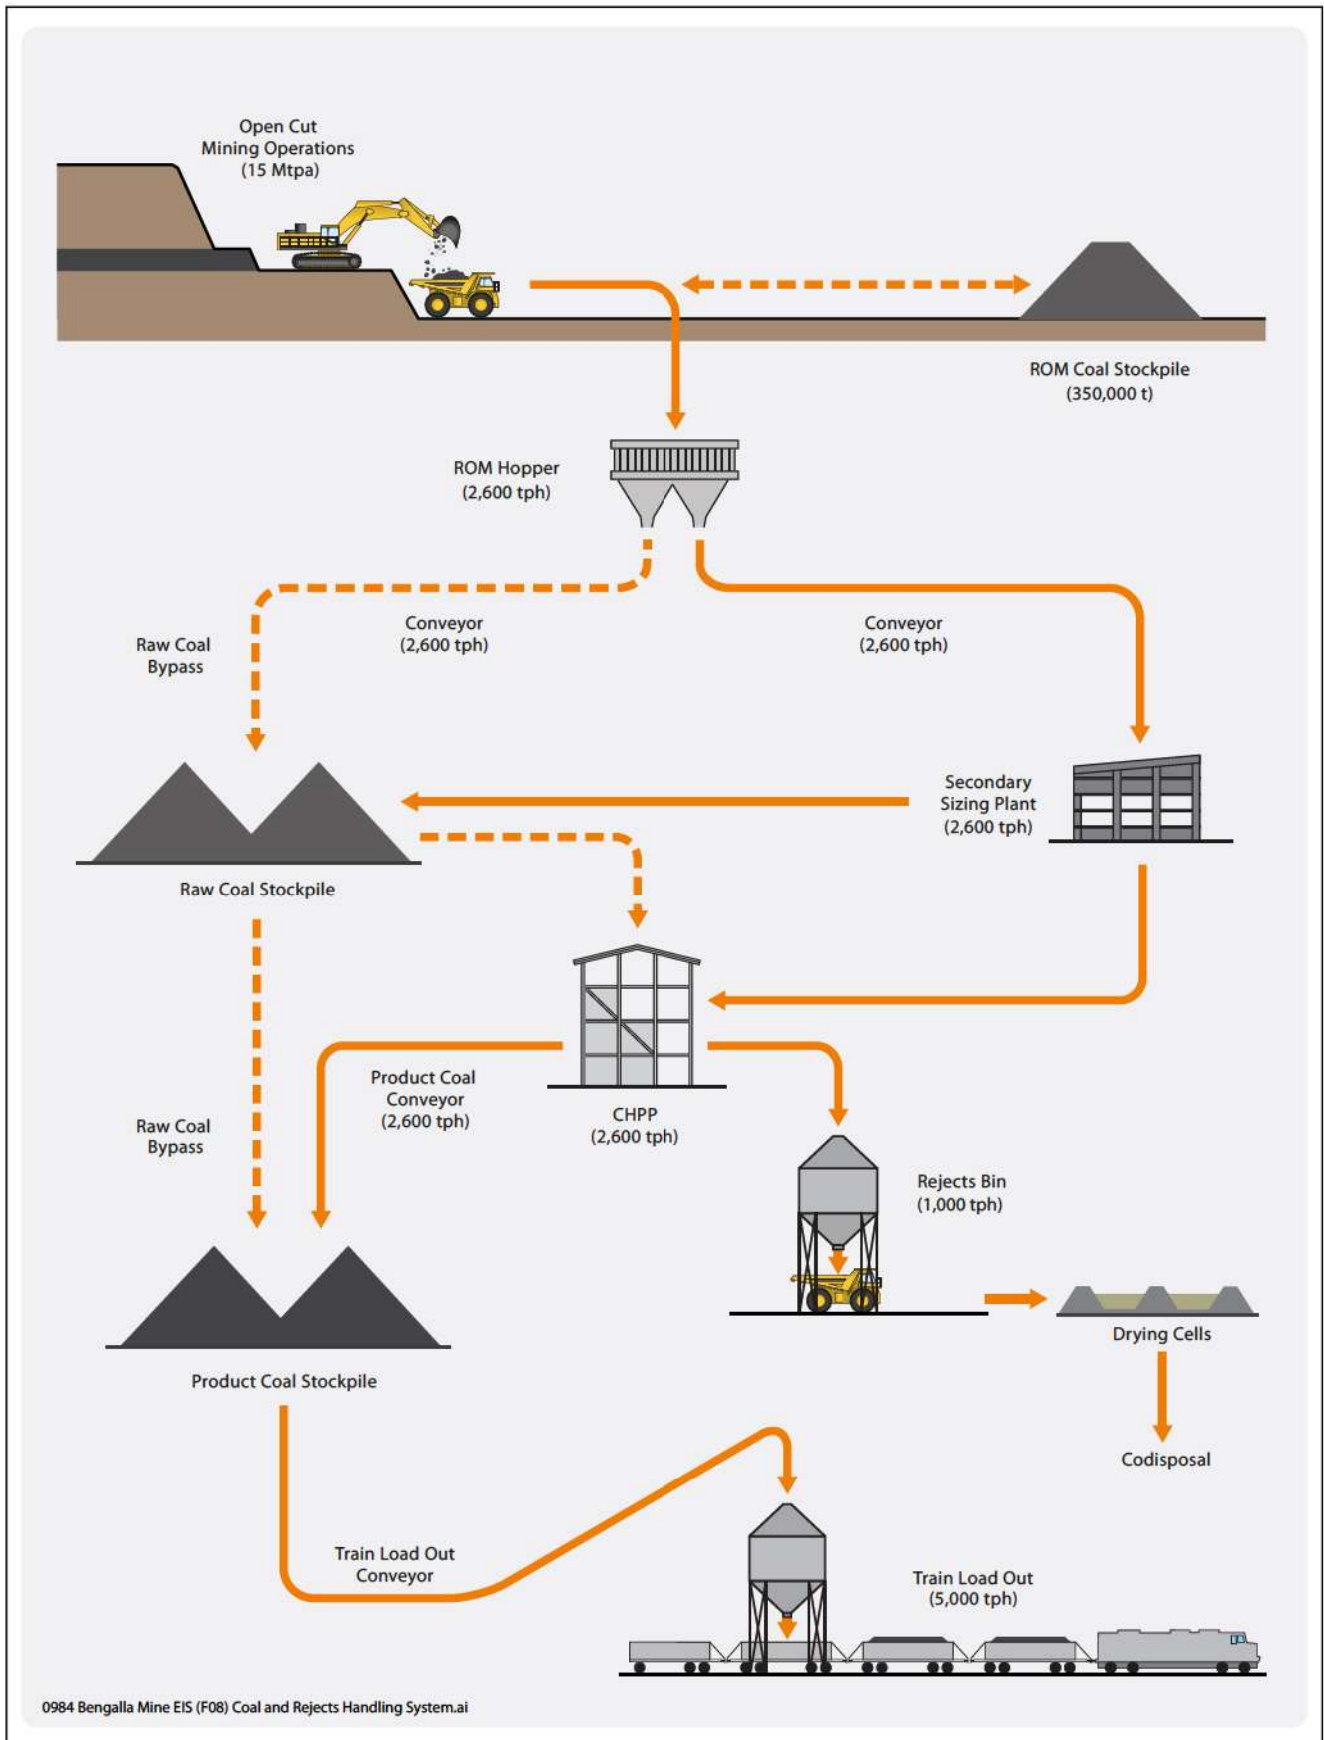 Open Cut
Mining Operations
(15 Mtpa)
ROM Coal Stockpile
(350,000 t)
ROM Hopper
(2,600 tph)
Conveyor
(2,600 tph)
Conveyor
(2,600 tph)
Raw Coal
Bypass
Secondary
Sizing Plant
(2,600 tph)
Raw Coal Stockpile
Product Coal
Conveyor
(2,600 tph)
CHPP
(2,600 tph)
Raw Coal
Bypass
Rejects Bin
(1,000 tph)
Drying Cells
Product Coal Stockpile
Codisposal
Train Load Out
Conveyor
Train Load Out
(5,000 tph)
0984 Bengalla Mine EIS (F08) Coal and Rejects Handling System.ai